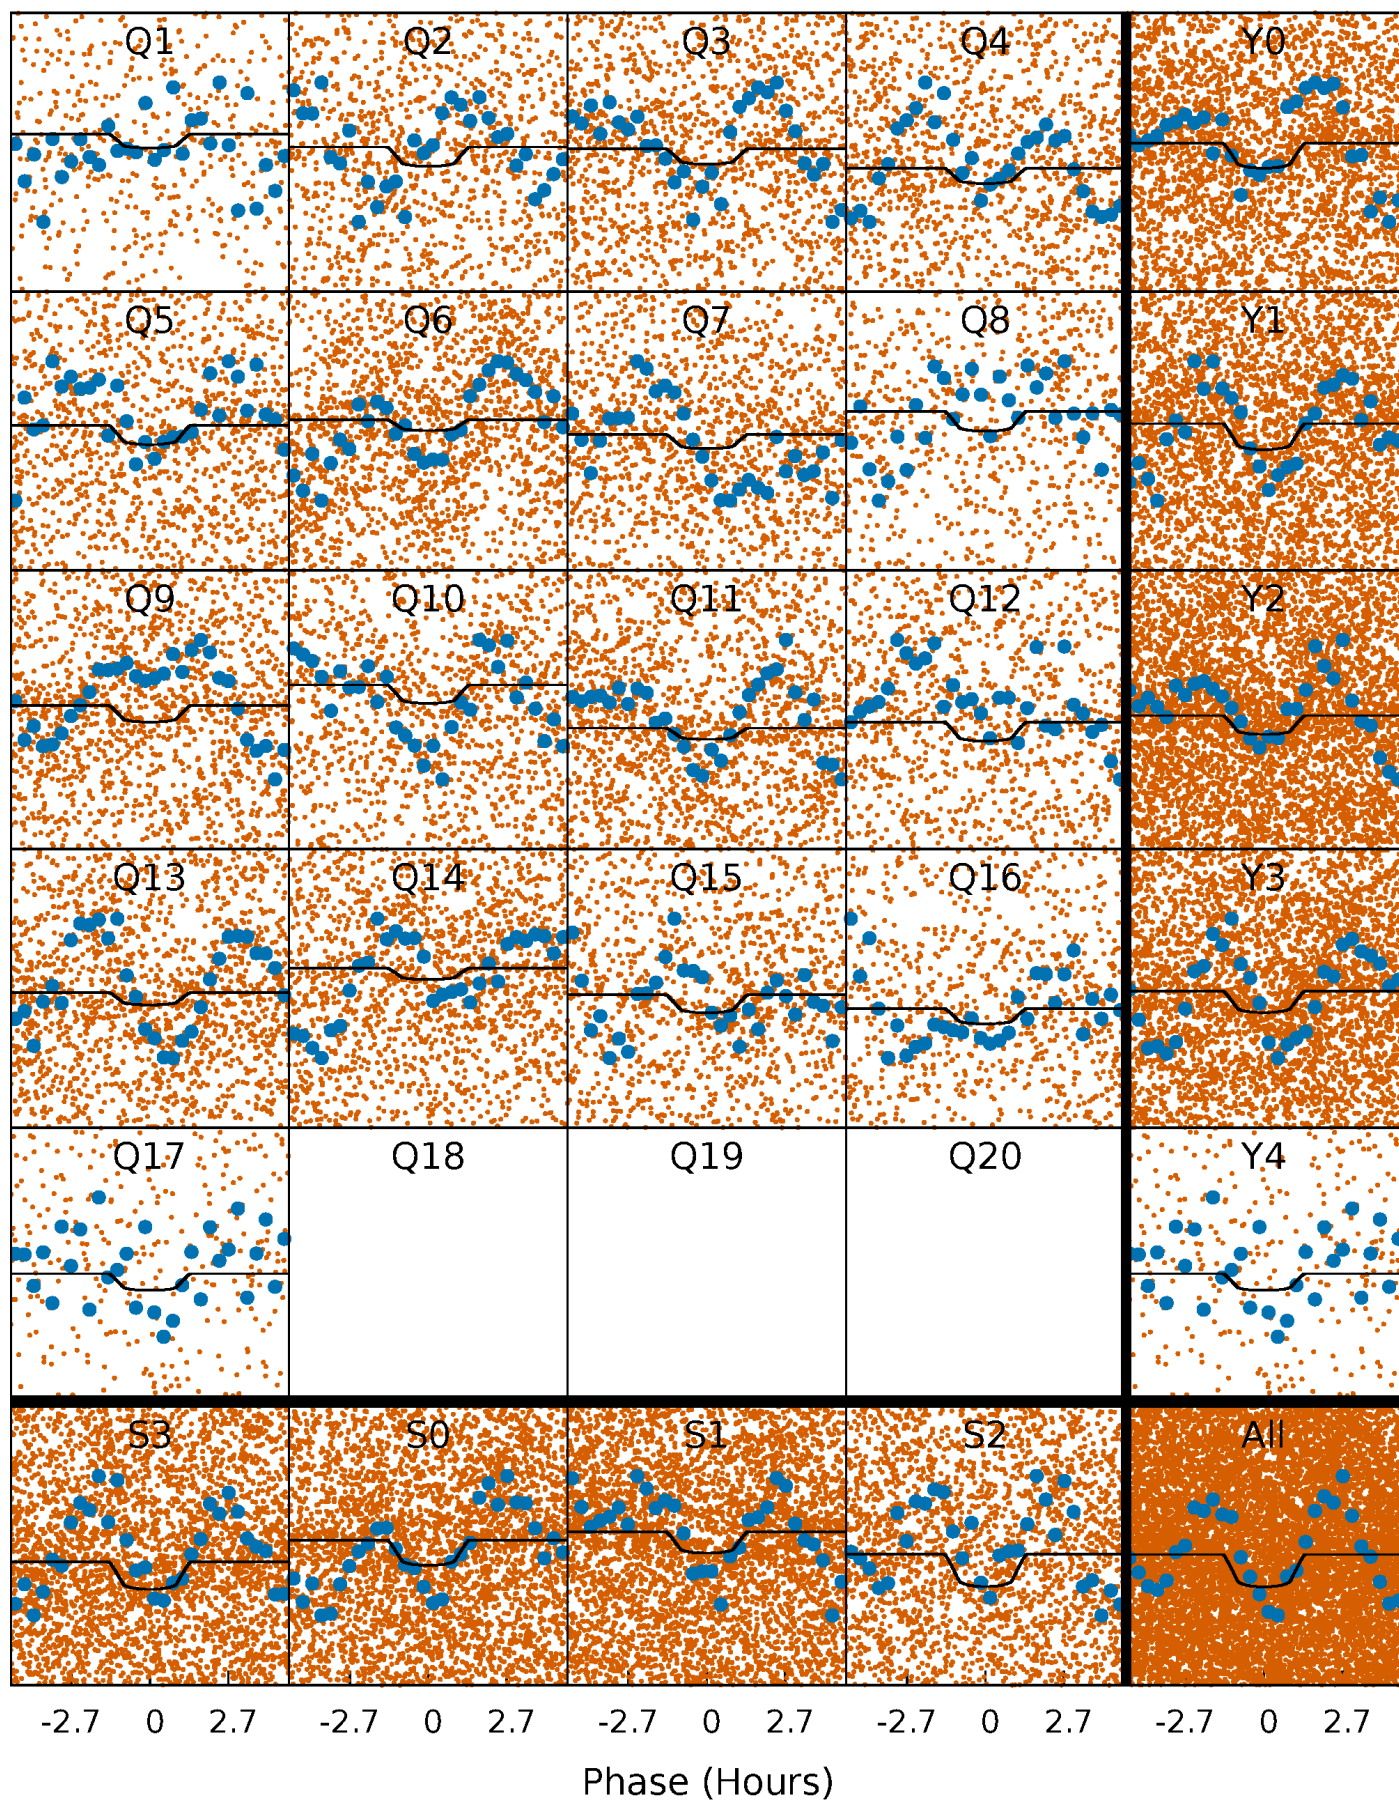 Q1 Q2 Q3 Q4 Y0
Q5 Q6 Q7 Q8 Y1
Q9 Q10 Q11 Q12 Y2
Q13 Q14 Q15 Q16 Y3
Q17 Q18 Q19 Q20 Y4
S3 S0 S1 S2 All
-2.7 0 2.7 -2.7 0 2.7 -2.7 0 2.7 -2.7 0 2.7 -2.7 0 2.7
Phase (Hours)